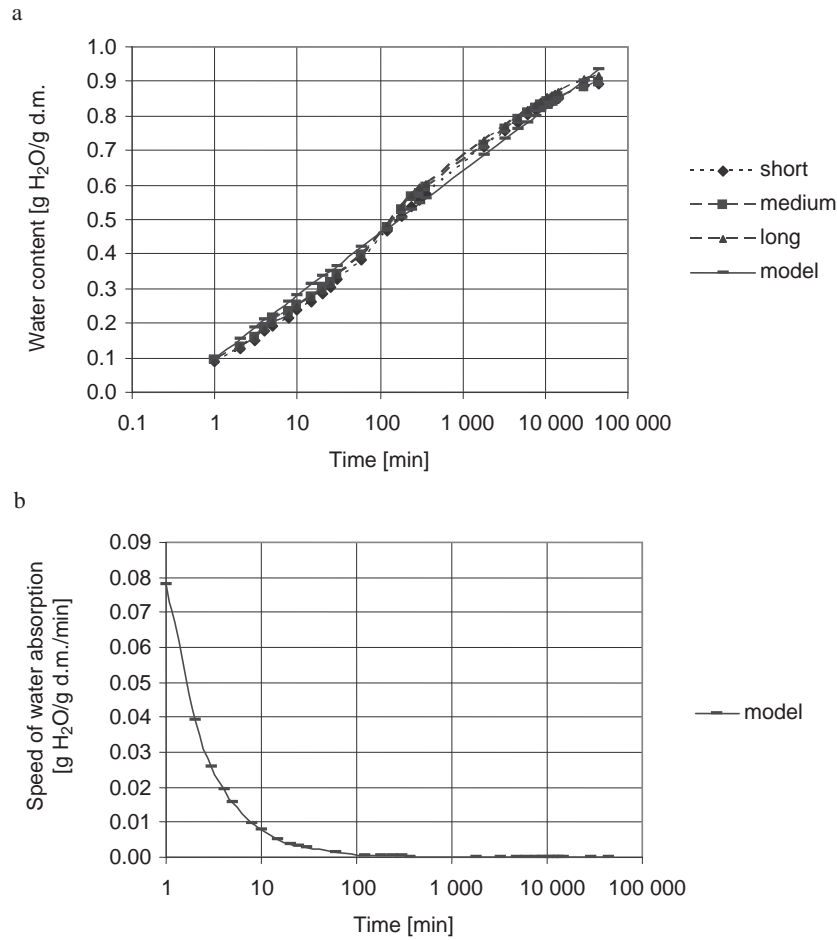 a
1.0
0.9
0.8
0.7
0.6
0.5
0.4
0.3
0.2
0.1
0.0
Water content [g H₂O/g d.m.
0.1 1 10 100 1 000 10 000 100 000
Time [min]
short
medium
long
model
b
0.09
0.08
0.07
0.06
0.05
0.04
0.03
0.02
0.01
0.00
Speed of water absorption
[g H₂O/g d.m./min]
1 10 100 1 000 10 000 100 000
Time [min]
model